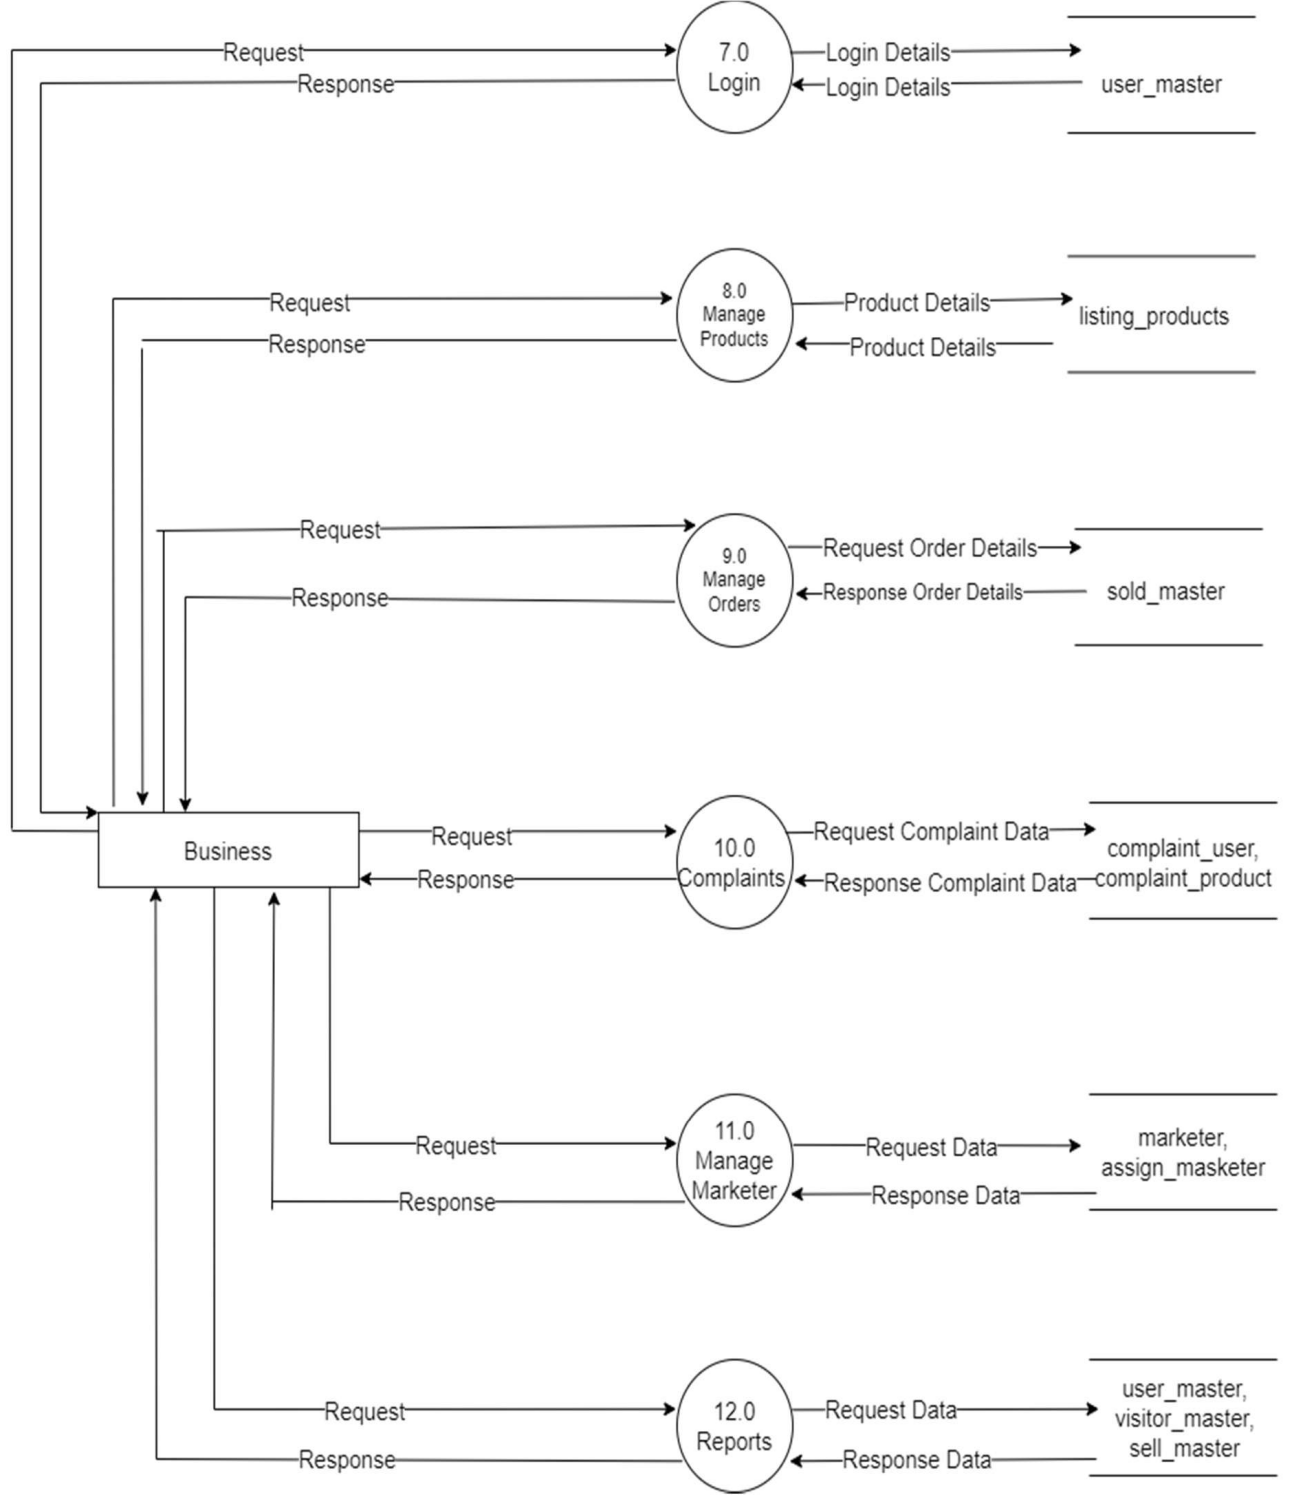 Request
7.0
Login
Login Details
Response
Login Details
user_master
Request
8.0
Manage
Products
Product Details
listing_products
Response
Product Details
Request
9.0
Manage
Orders
Request Order Details
Response
Response Order Details
sold_master
Business
Request
10.0
Complaints
Request Complaint Data
complaint_user,
complaint_product
Response
Response Complaint Data
Request
11.0
Manage
Marketer
Request Data
marketer,
assign_masketer
Response
Response Data
Request
12.0
Reports
Request Data
user_master,
visitor_master,
sell_master
Response
Response Data